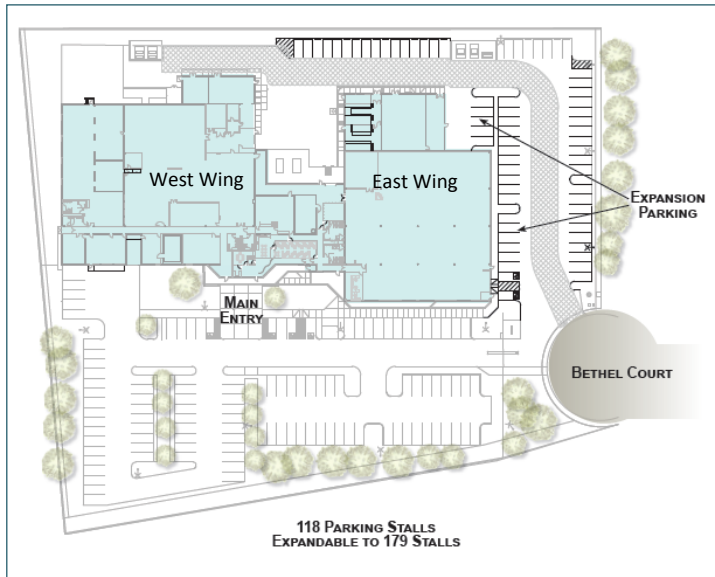 West Wing
East Wing
EXPANSION
PARKING
MAIN
ENTRY
BETHEL COURT
118 PARKING STALLS
EXPANDABLE TO 179 STALLS